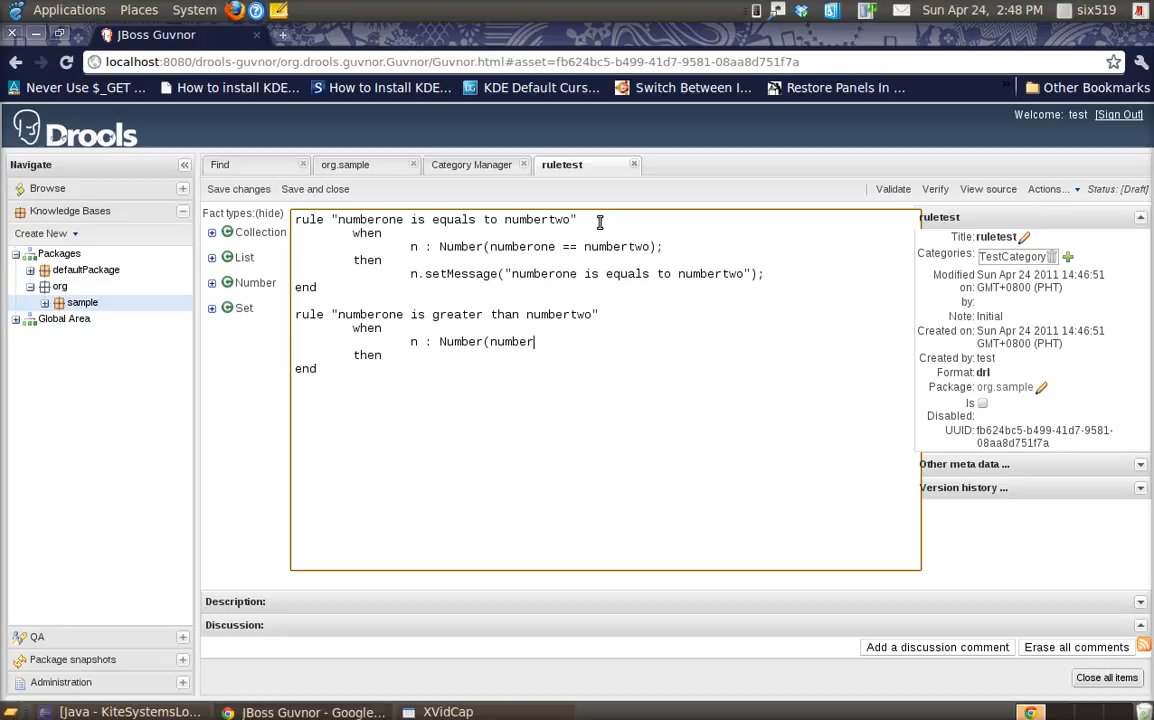 Applications Places System Sun Apr 24, 2:48 PM six519
JBoss Guvnor
localhost:8080/drools-guvnor/org.drools.guvnor.Guvnor/Guvnor.html#asset=fb624bc5-b499-41d7-9581-08aa8d751f7a
Never Use $_GET ... How to install KDE... How to Install KDE... KDE Default Curs... Switch Between I... Restore Panels In ... Other Bookmarks
Drools
Welcome: test [Sign Out]
Navigate
Find
org.sample
Category Manager
ruletest
Browse
Knowledge Bases
Create New
Packages
defaultPackage
org
sample
Global Area
QA
Package snapshots
Administration
Save changes Save and close Validate Verify View source Actions... Status: [Draft]
Fact types:(hide)
Collection
List
Number
Set
rule "numberone is equals to numbertwo"
when
n : Number(numberone == numbertwo);
then
n.setMessage("numberone is equals to numbertwo");
end
rule "numberone is greater than numbertwo"
when
n : Number(number
then
end
ruletest
Title: ruletest
Categories: TestCategory
Modified on: Sun Apr 24 2011 14:46:51 GMT+0800 (PHT)
by:
Note: Initial
Created on: Sun Apr 24 2011 14:46:51 GMT+0800 (PHT)
Created by: test
Format: drl
Package: org.sample
Is Disabled:
UUID: fb624bc5-b499-41d7-9581-08aa8d751f7a
Other meta data ...
Version history ...
Description:
Discussion:
Add a discussion comment Erase all comments
Close all items
[Java - KiteSystemsLo... JBoss Guvnor - Google... XVidCap